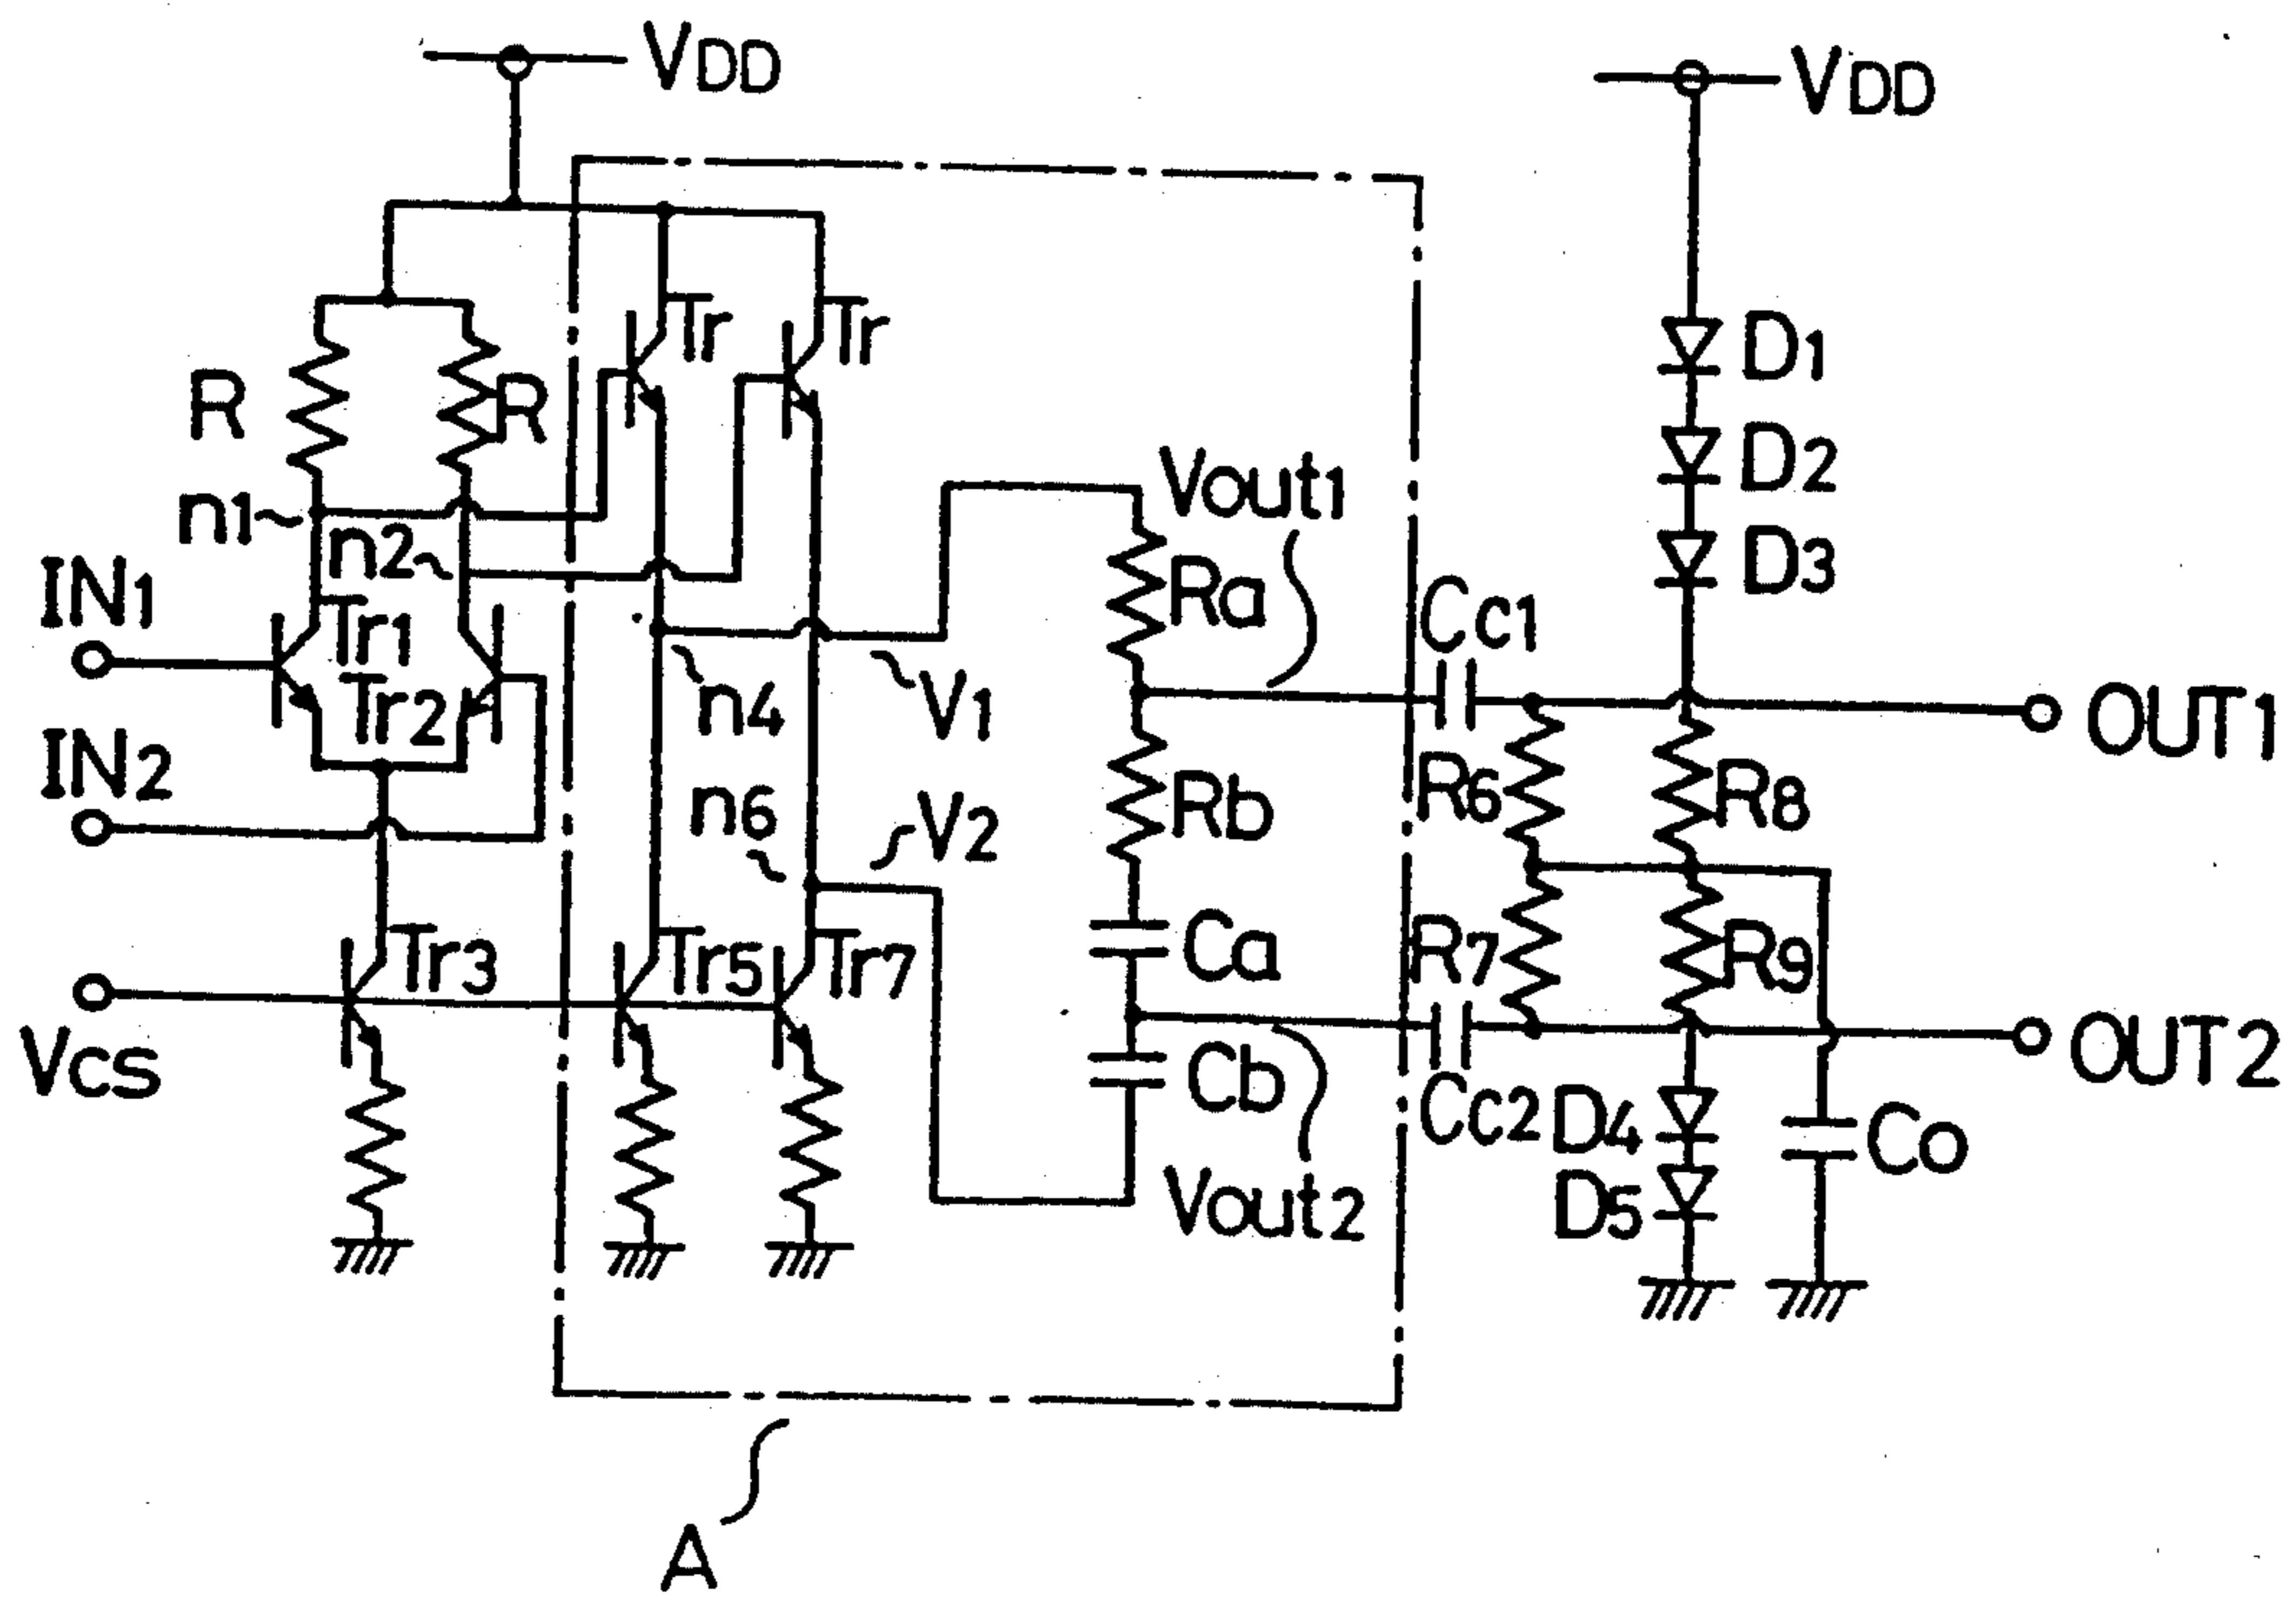 VDD
VDD
Tr
Tr
D1
R
R
D2
Vout1
n1
n2
D3
IN1
Ra
Cc1
Tr1
Tr2
n4
V1
OUT1
IN2
n6
V2
Rb
R6
R8
Tr3
Tr5
Tr7
Ca
R7
R9
VCS
Cb
OUT2
Cc2
D4
Co
Vout2
D5
A